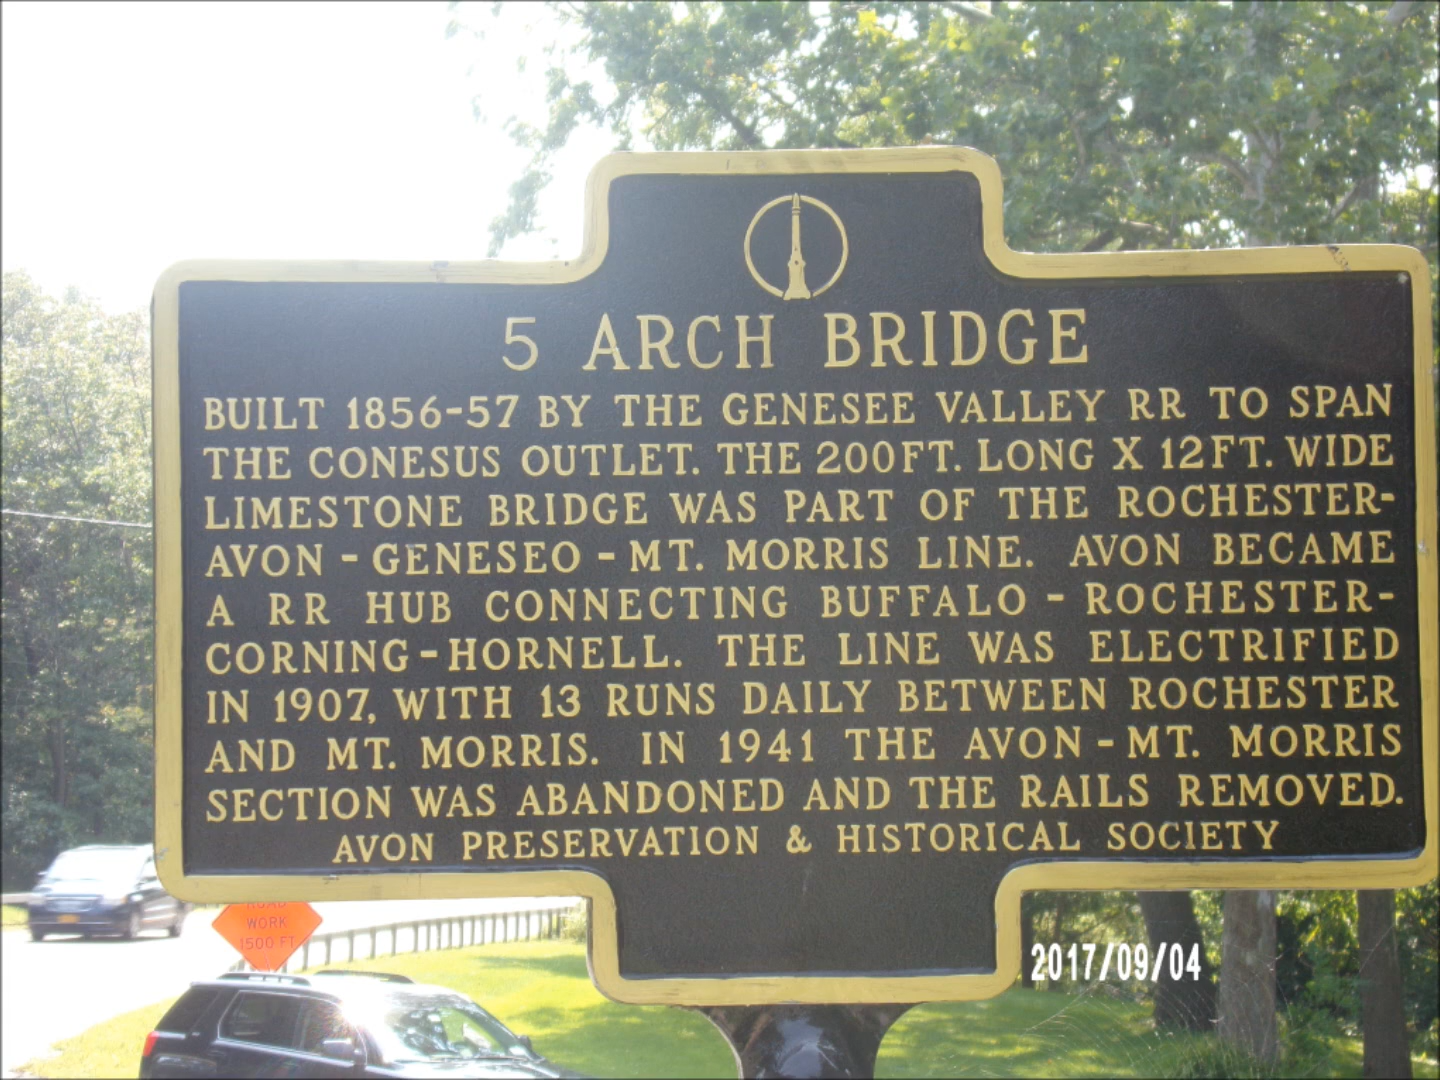 5 ARCH BRIDGE
BUILT 1856-57 BY THE GENESEE VALLEY RR TO SPAN
THE CONESUS OUTLET. THE 200FT. LONG X 12FT. WIDE
LIMESTONE BRIDGE WAS PART OF THE ROCHESTER-
AVON - GENESEO - MT. MORRIS LINE. AVON BECAME
A RR HUB CONNECTING BUFFALO - ROCHESTER-
CORNING - HORNELL. THE LINE WAS ELECTRIFIED
IN 1907, WITH 13 RUNS DAILY BETWEEN ROCHESTER
AND MT. MORRIS. IN 1941 THE AVON - MT. MORRIS
SECTION WAS ABANDONED AND THE RAILS REMOVED.
AVON PRESERVATION & HISTORICAL SOCIETY
ROAD
WORK
1500 FT
2017/09/04